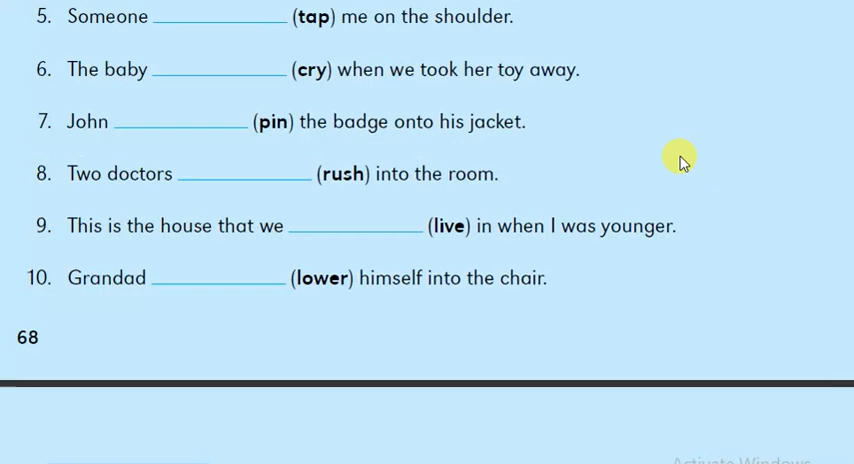 5. Someone ____________ (tap) me on the shoulder.
6. The baby ____________ (cry) when we took her toy away.
7. John ____________ (pin) the badge onto his jacket.
8. Two doctors ____________ (rush) into the room.
9. This is the house that we ____________ (live) in when I was younger.
10. Grandad ____________ (lower) himself into the chair.
68
Activate Windows